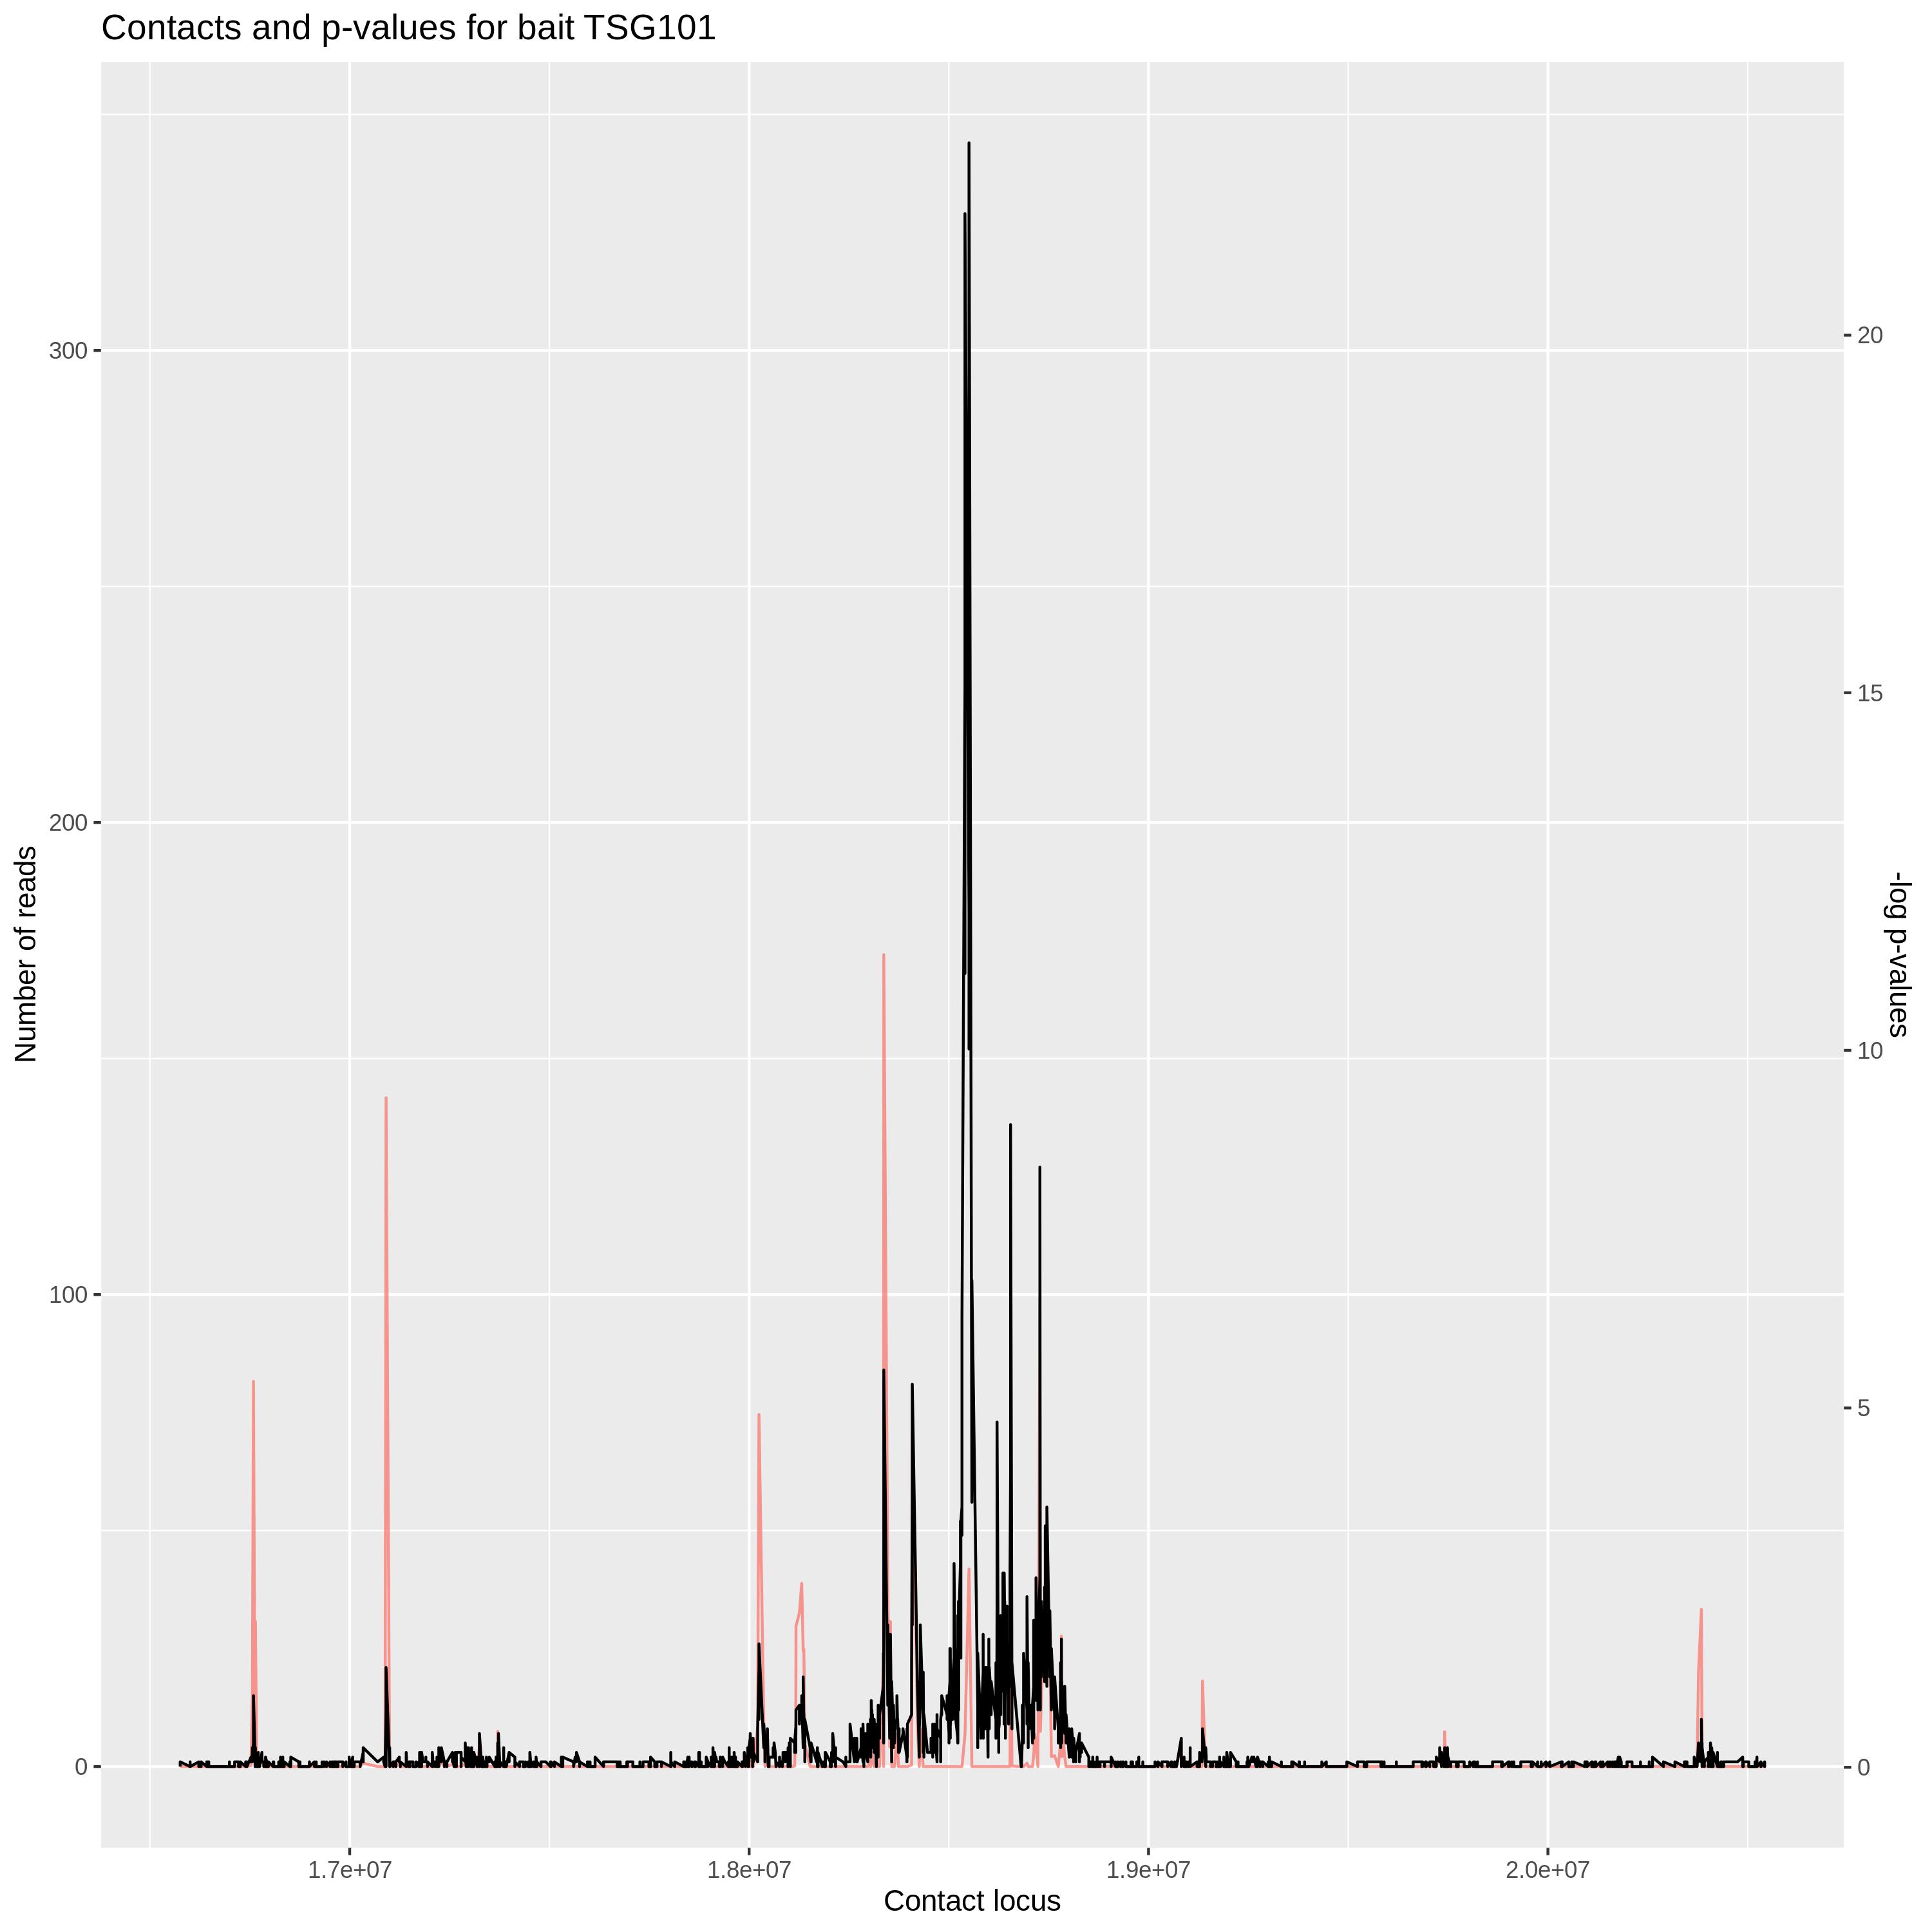 Contacts and p-values for bait TSG101
Number of reads
300
200
100
0
20
15
10
5
0
-log p-values
1.7e+07 1.8e+07 1.9e+07 2.0e+07
Contact locus